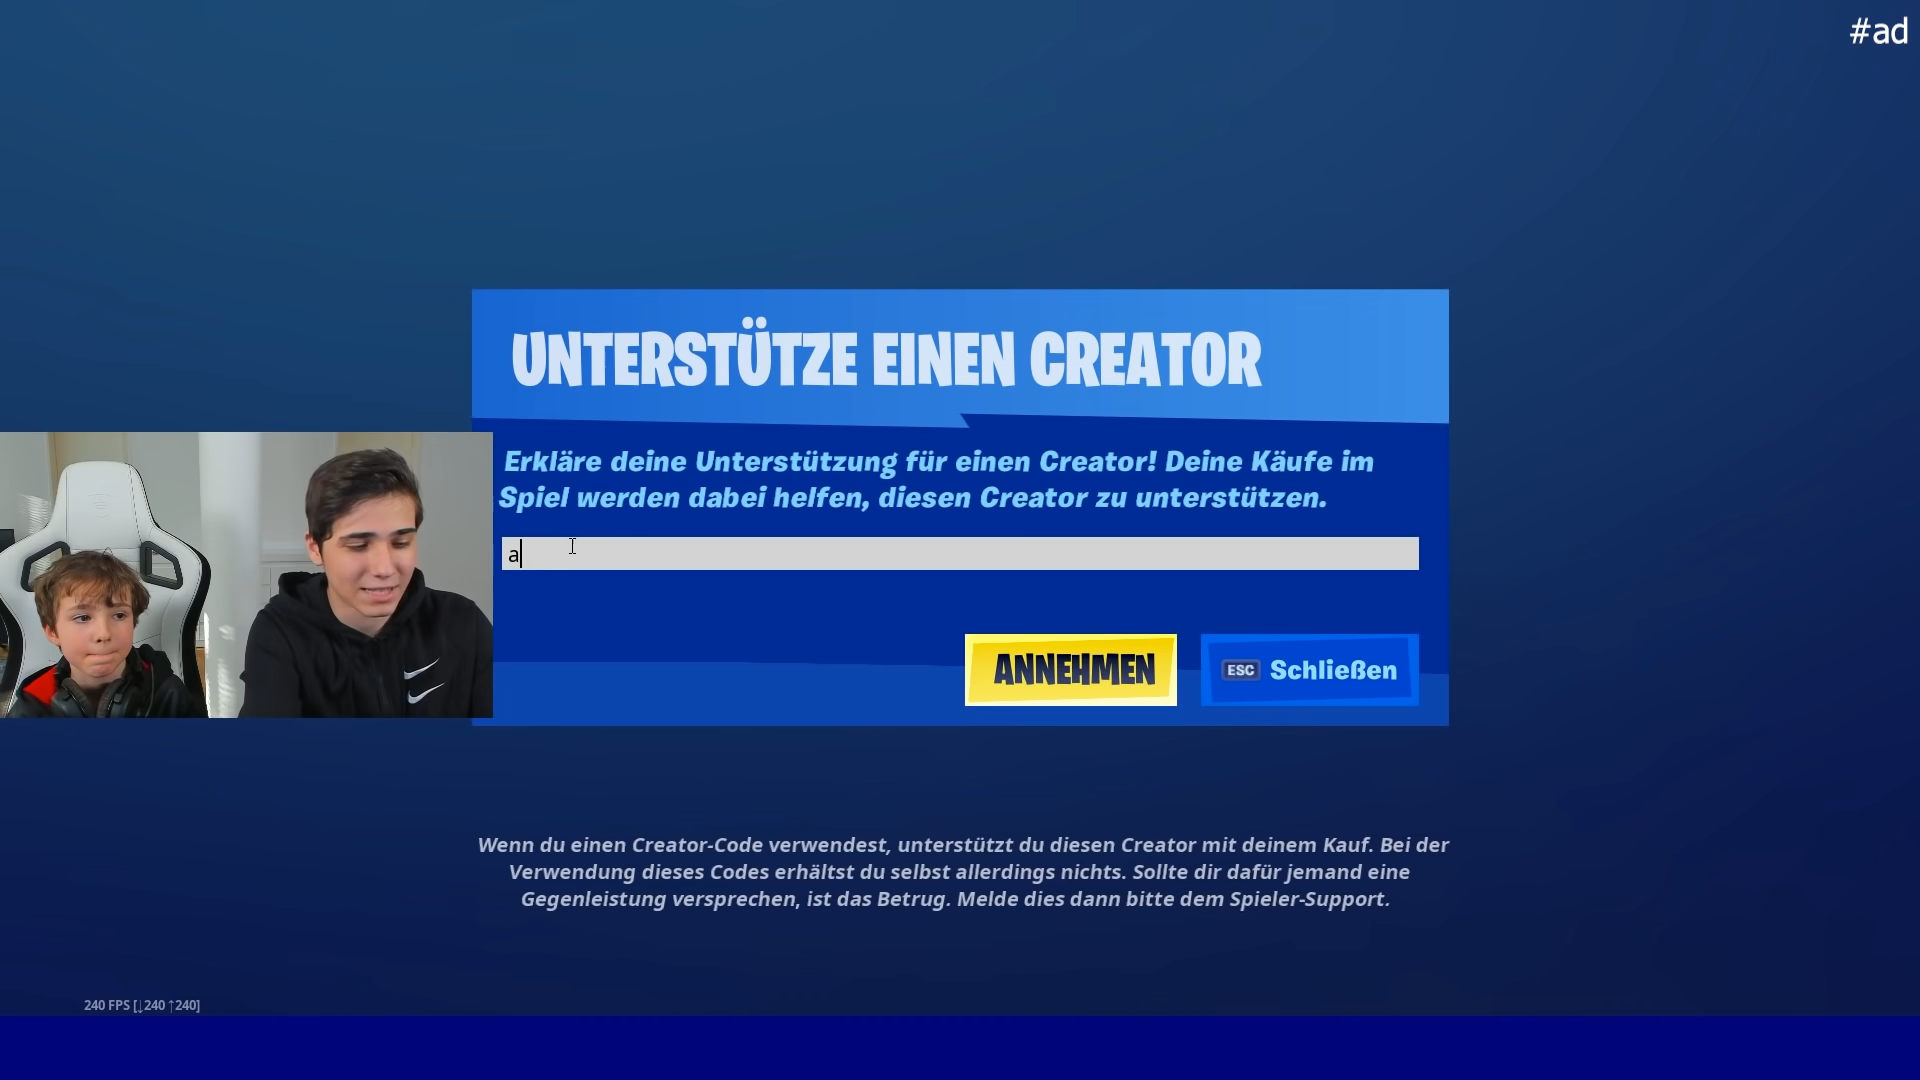 #ad
UNTERSTÜTZE EINEN CREATOR
Erkläre deine Unterstützung für einen Creator! Deine Käufe im
Spiel werden dabei helfen, diesen Creator zu unterstützen.
a
ANNEHMEN
ESC Schließen
Wenn du einen Creator-Code verwendest, unterstützt du diesen Creator mit deinem Kauf. Bei der
Verwendung dieses Codes erhältst du selbst allerdings nichts. Sollte dir dafür jemand eine
Gegenleistung versprechen, ist das Betrug. Melde dies dann bitte dem Spieler-Support.
240 FPS [↓240 ↑240]